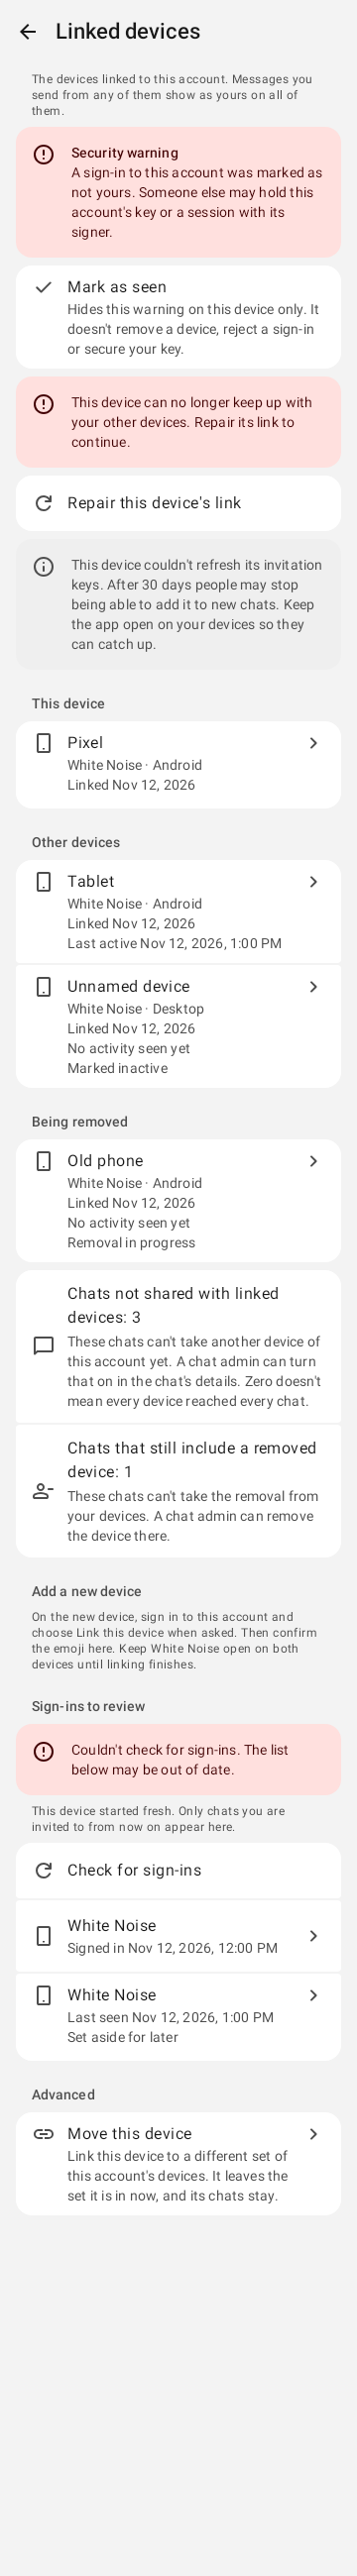 Linked devices
The devices linked to this account. Messages you
send from any of them show as yours on all of
them.
Security warning
A sign-in to this account was marked as
not yours. Someone else may hold this
account's key or a session with its
signer.
Mark as seen
Hides this warning on this device only. It
doesn't remove a device, reject a sign-in
or secure your key.
This device can no longer keep up with
your other devices. Repair its link to
continue.
Repair this device's link
This device couldn't refresh its invitation
keys. After 30 days people may stop
being able to add it to new chats. Keep
the app open on your devices so they
can catch up.
This device
Pixel
White Noise · Android
Linked Nov 12, 2026
Other devices
Tablet
White Noise · Android
Linked Nov 12, 2026
Last active Nov 12, 2026, 1:00 PM
Unnamed device
White Noise · Desktop
Linked Nov 12, 2026
No activity seen yet
Marked inactive
Being removed
Old phone
White Noise · Android
Linked Nov 12, 2026
No activity seen yet
Removal in progress
Chats not shared with linked
devices: 3
These chats can't take another device of
this account yet. A chat admin can turn
that on in the chat's details. Zero doesn't
mean every device reached every chat.
Chats that still include a removed
device: 1
These chats can't take the removal from
your devices. A chat admin can remove
the device there.
Add a new device
On the new device, sign in to this account and
choose Link this device when asked. Then confirm
the emoji here. Keep White Noise open on both
devices until linking finishes.
Sign-ins to review
Couldn't check for sign-ins. The list
below may be out of date.
This device started fresh. Only chats you are
invited to from now on appear here.
Check for sign-ins
White Noise
Signed in Nov 12, 2026, 12:00 PM
White Noise
Last seen Nov 12, 2026, 1:00 PM
Set aside for later
Advanced
Move this device
Link this device to a different set of
this account's devices. It leaves the
set it is in now, and its chats stay.